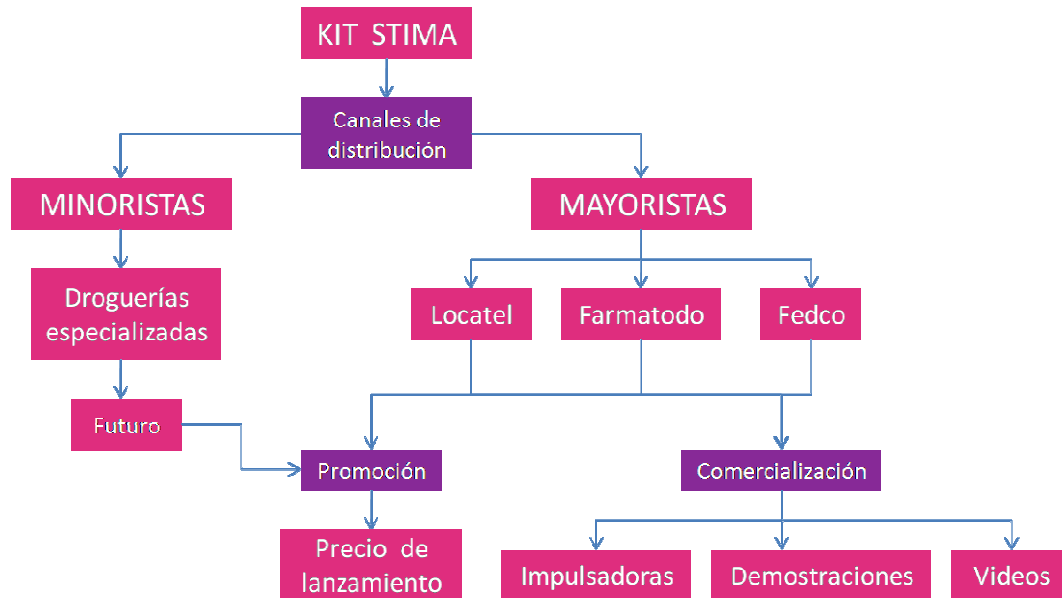 KIT STIMA
Canales de
distribución
MINORISTAS
MAYORISTAS
Droguerías
especializadas
Locatel
Farmatodo
Fedco
Futuro
Promoción
Comercialización
Precio de
lanzamiento
Impulsadoras
Demostraciones
Videos